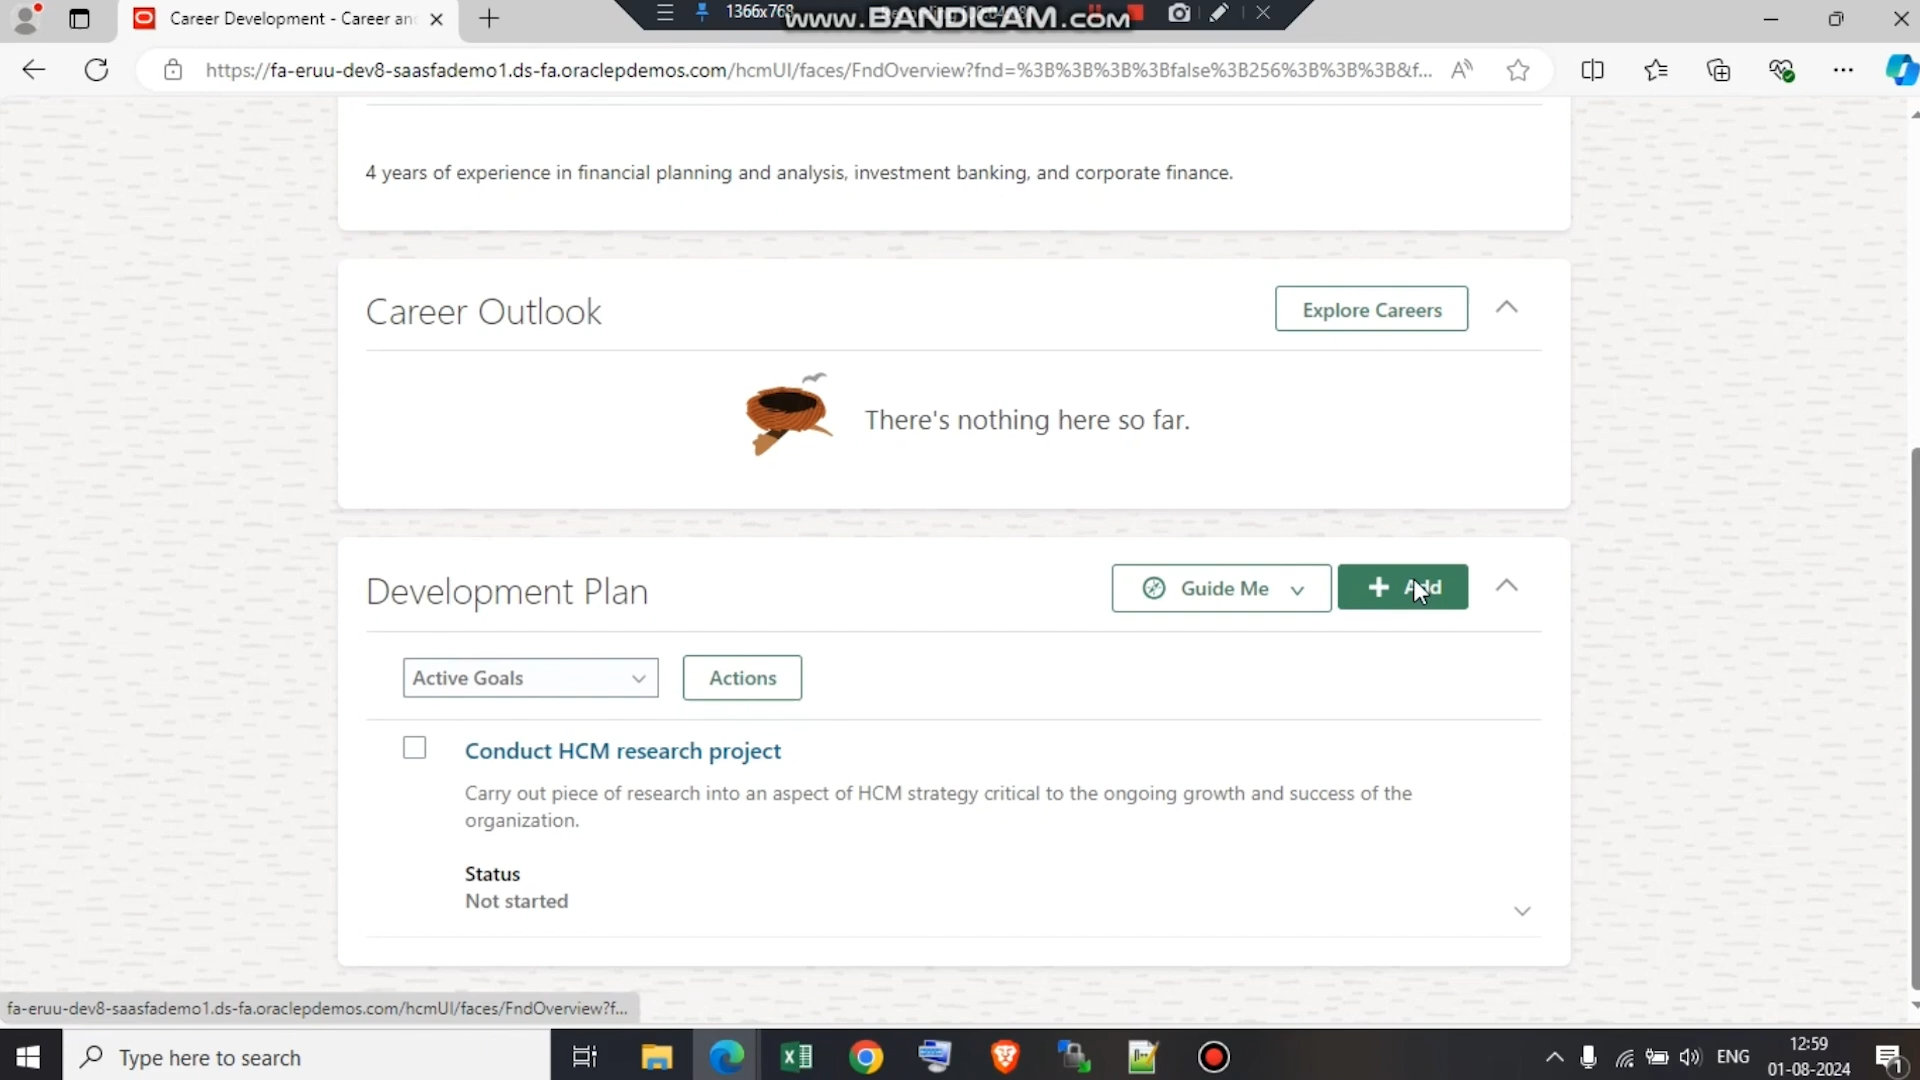 Career Development - Career an
1366x768
www.BANDICAM.com
https://fa-eruu-dev8-saasfademo1.ds-fa.oraclepdemos.com/hcmUI/faces/FndOverview?fnd=%3B%3B%3B%3Bfalse%3B256%3B%3B%3B&f...
4 years of experience in financial planning and analysis, investment banking, and corporate finance.
Career Outlook
Explore Careers
There's nothing here so far.
Development Plan
Guide Me
Add
Active Goals
Actions
Conduct HCM research project
Carry out piece of research into an aspect of HCM strategy critical to the ongoing growth and success of the
organization.
Status
Not started
fa-eruu-dev8-saasfademo1.ds-fa.oraclepdemos.com/hcmUI/faces/FndOverview?f...
Type here to search
ENG
12:59
01-08-2024
1